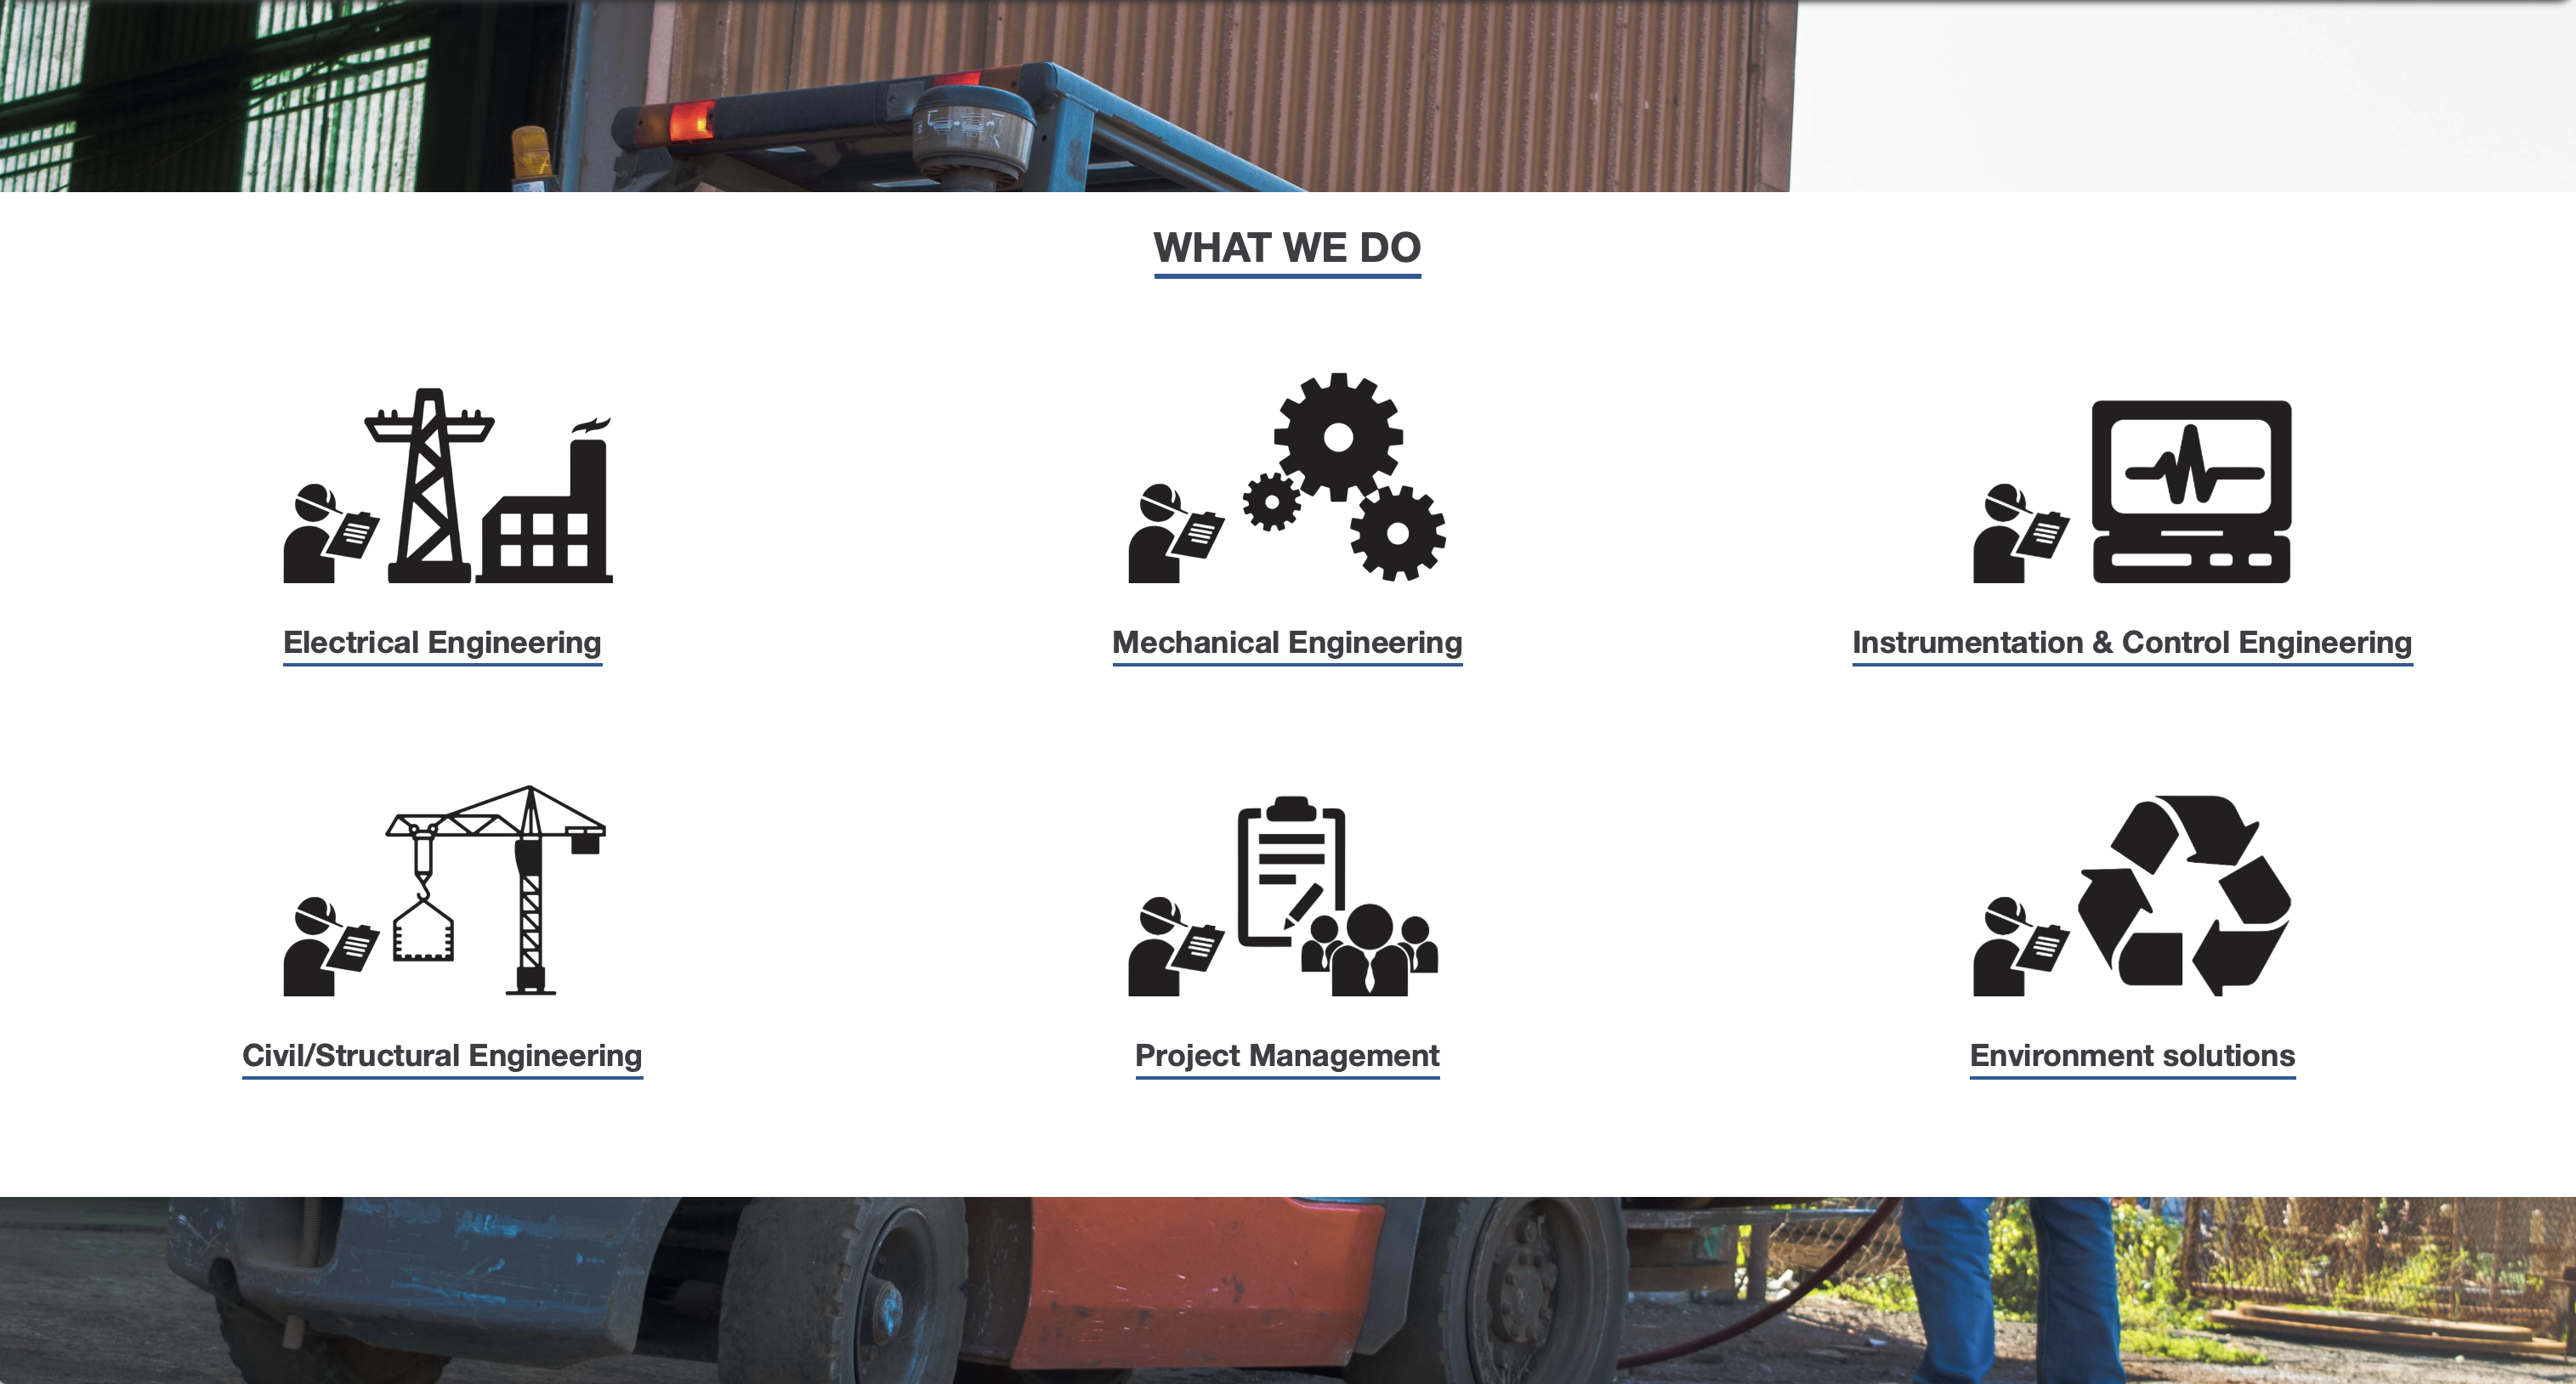 WHAT WE DO
Electrical Engineering
Mechanical Engineering
Instrumentation & Control Engineering
Civil/Structural Engineering
Project Management
Environment solutions